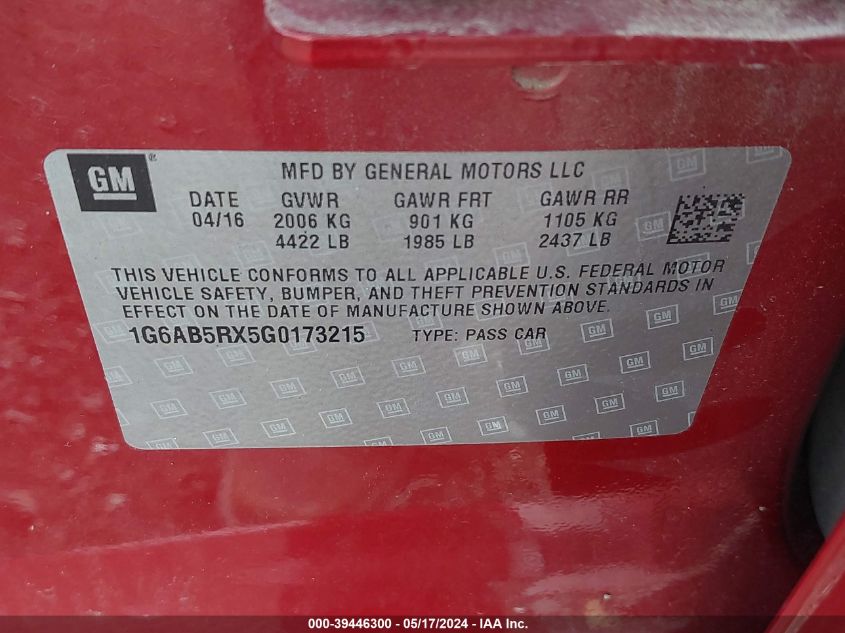 GM ®
MFD BY GENERAL MOTORS LLC
DATE GVWR GAWR FRT GAWR RR
04/16 2006 KG 901 KG 1105 KG
4422 LB 1985 LB 2437 LB
THIS VEHICLE CONFORMS TO ALL APPLICABLE U.S. FEDERAL MOTOR
VEHICLE SAFETY, BUMPER, AND THEFT PREVENTION STANDARDS IN
EFFECT ON THE DATE OF MANUFACTURE SHOWN ABOVE.
1G6AB5RX5G0173215 TYPE: PASS CAR
000-39446300 - 05/17/2024 - IAAI.com.